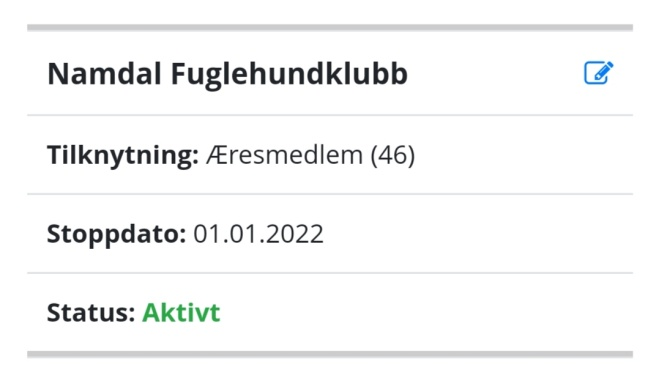 Namdal Fuglehundklubb
Tilknytning: Æresmedlem (46)
Stoppdato: 01.01.2022
Status: Aktivt